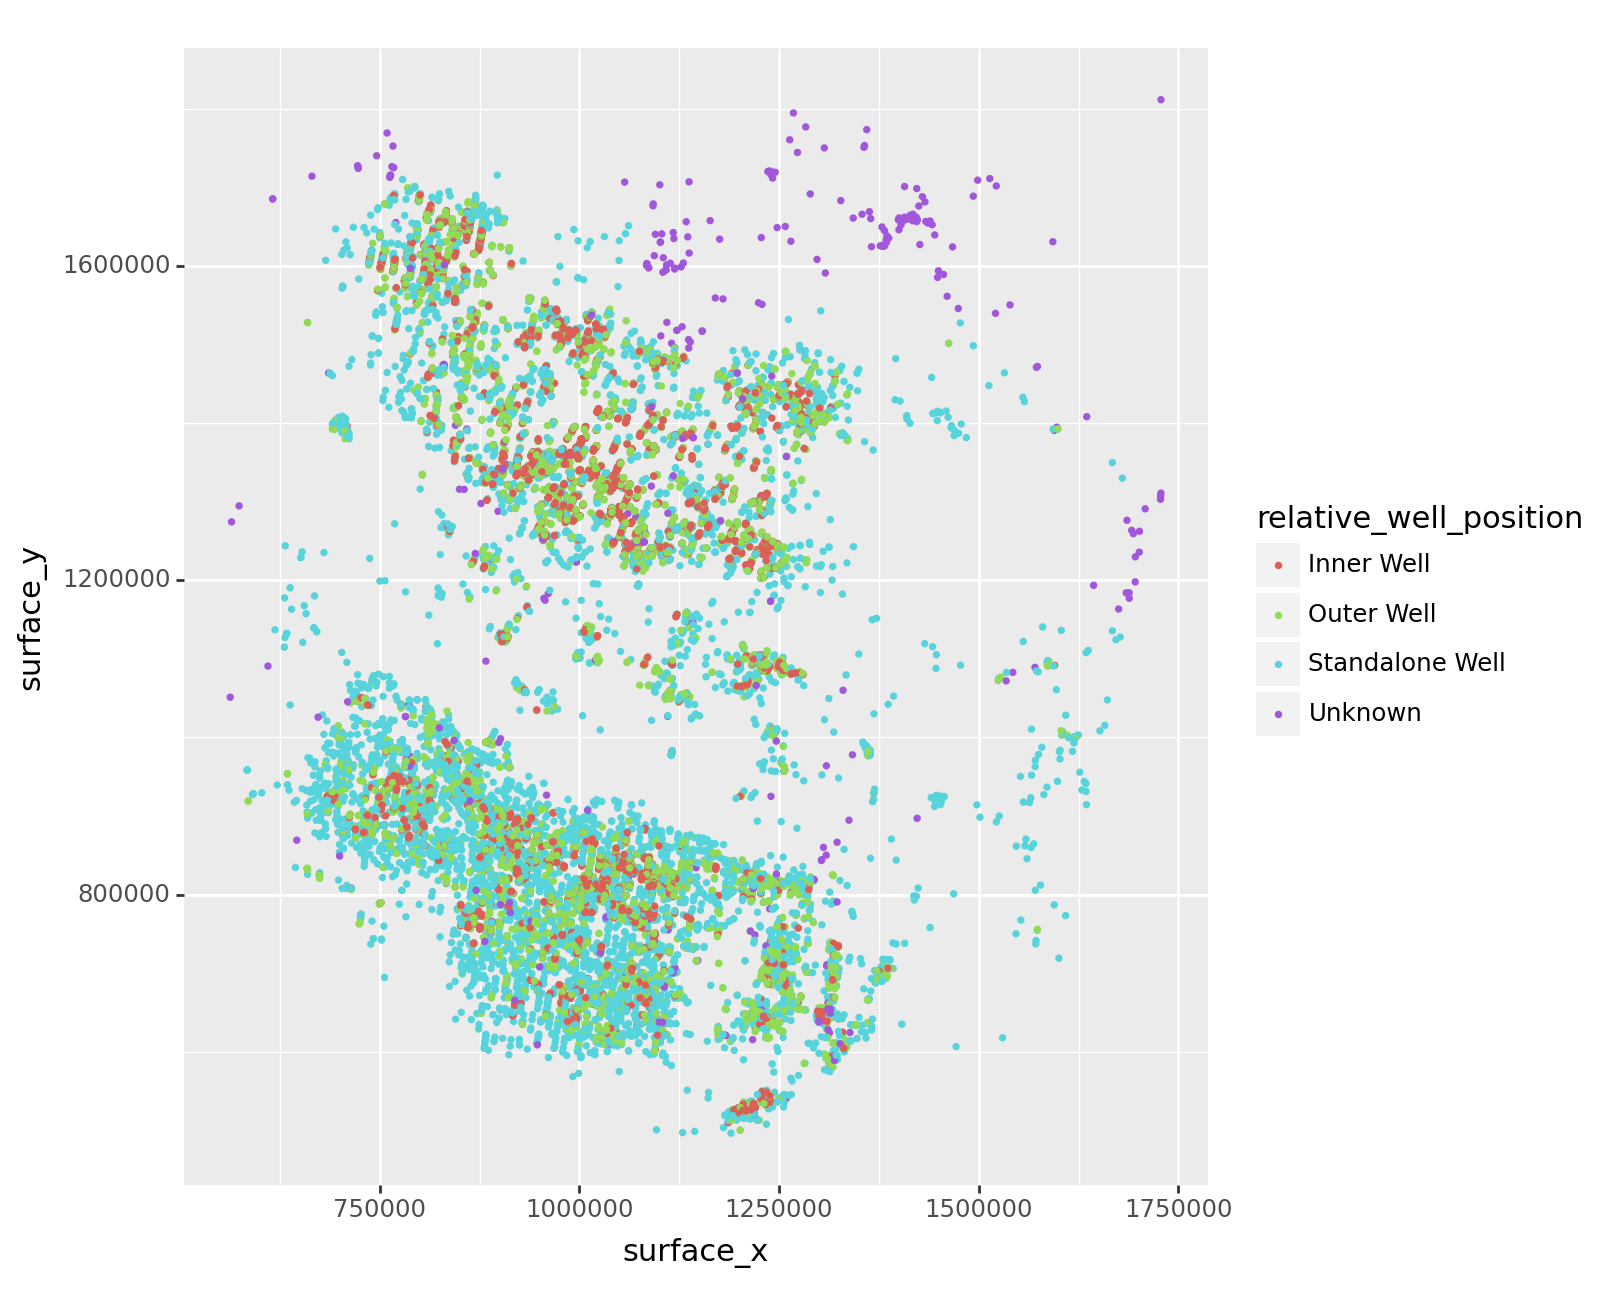 1600000
1200000
800000
surface_y
750000 1000000 1250000 1500000 1750000
surface_x
relative_well_position
Inner Well
Outer Well
Standalone Well
Unknown